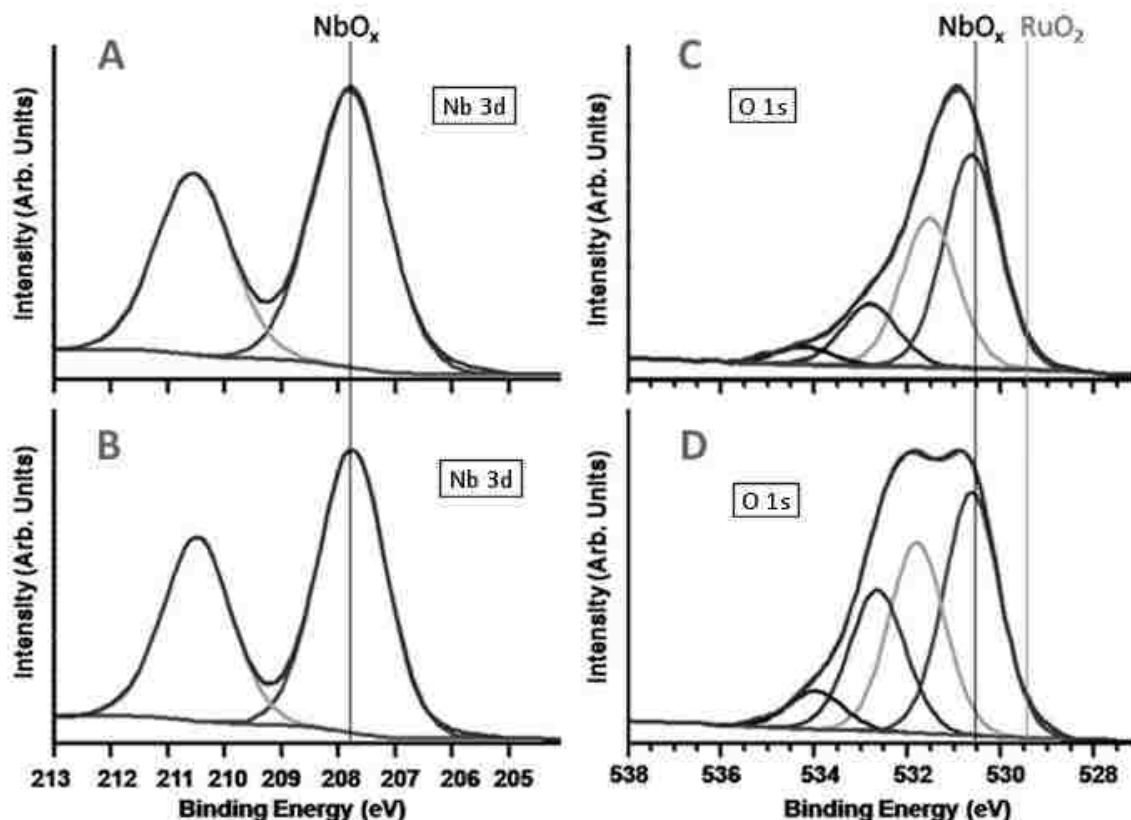 NbOₓ
NbOₓ RuO₂
A
Nb 3d
Intensity (Arb. Units)
C
O 1s
Intensity (Arb. Units)
B
Nb 3d
Intensity (Arb. Units)
213 212 211 210 209 208 207 206 205
Binding Energy (eV)
D
O 1s
Intensity (Arb. Units)
538 536 534 532 530 528
Binding Energy (eV)